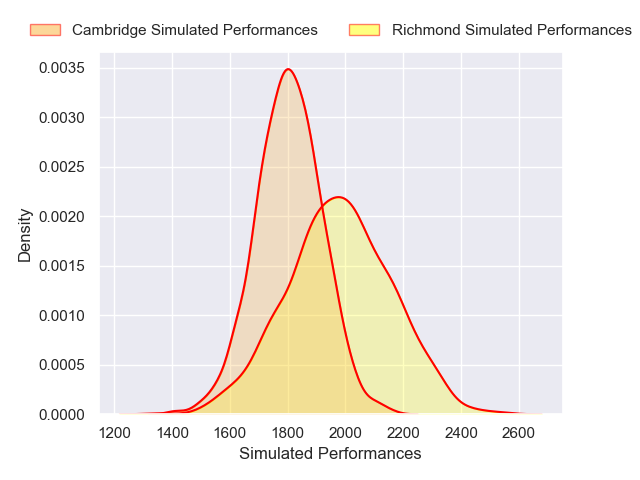 Cambridge Simulated Performances Richmond Simulated Performances
0.0035
0.0030
0.0025
0.0020
0.0015
0.0010
0.0005
0.0000
Density
1200 1400 1600 1800 2000 2200 2400 2600
Simulated Performances